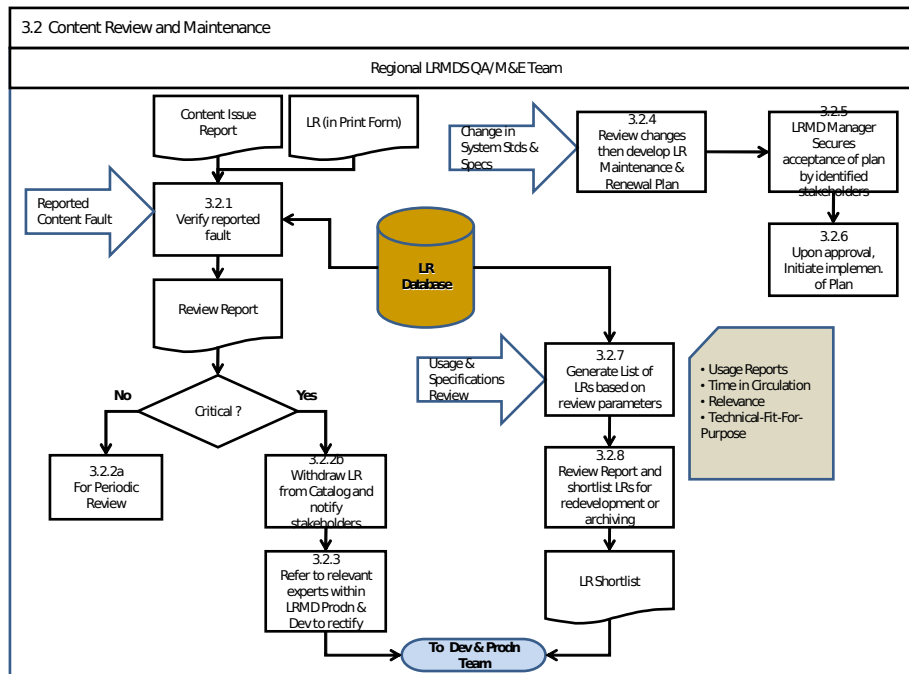 3.2 Content Review and Maintenance
Regional LRMDS QA/M&E Team
Content Issue
Report
LR (in Print Form)
Reported
Content Fault
3.2.1
Verify reported
fault
Review Report
Critical ?
No
Yes
3.2.2a
For Periodic
Review
3.2.2b
Withdraw LR
from Catalog and
notify
stakeholders
3.2.3
Refer to relevant
experts within
LRMD Prodn &
Dev to rectify
LR
Database
Change in
System Stds &
Specs
3.2.4
Review changes
then develop LR
Maintenance &
Renewal Plan
3.2.5
LRMD Manager
Secures
acceptance of plan
by identified
stakeholders
3.2.6
Upon approval,
Initiate implemen.
of Plan
Usage &
Specifications
Review
3.2.7
Generate List of
LRs based on
review parameters
• Usage Reports
• Time in Circulation
• Relevance
• Technical-Fit-For-
Purpose
3.2.8
Review Report and
shortlist LRs for
redevelopment or
archiving
LR Shortlist
To Dev & Prodn
Team